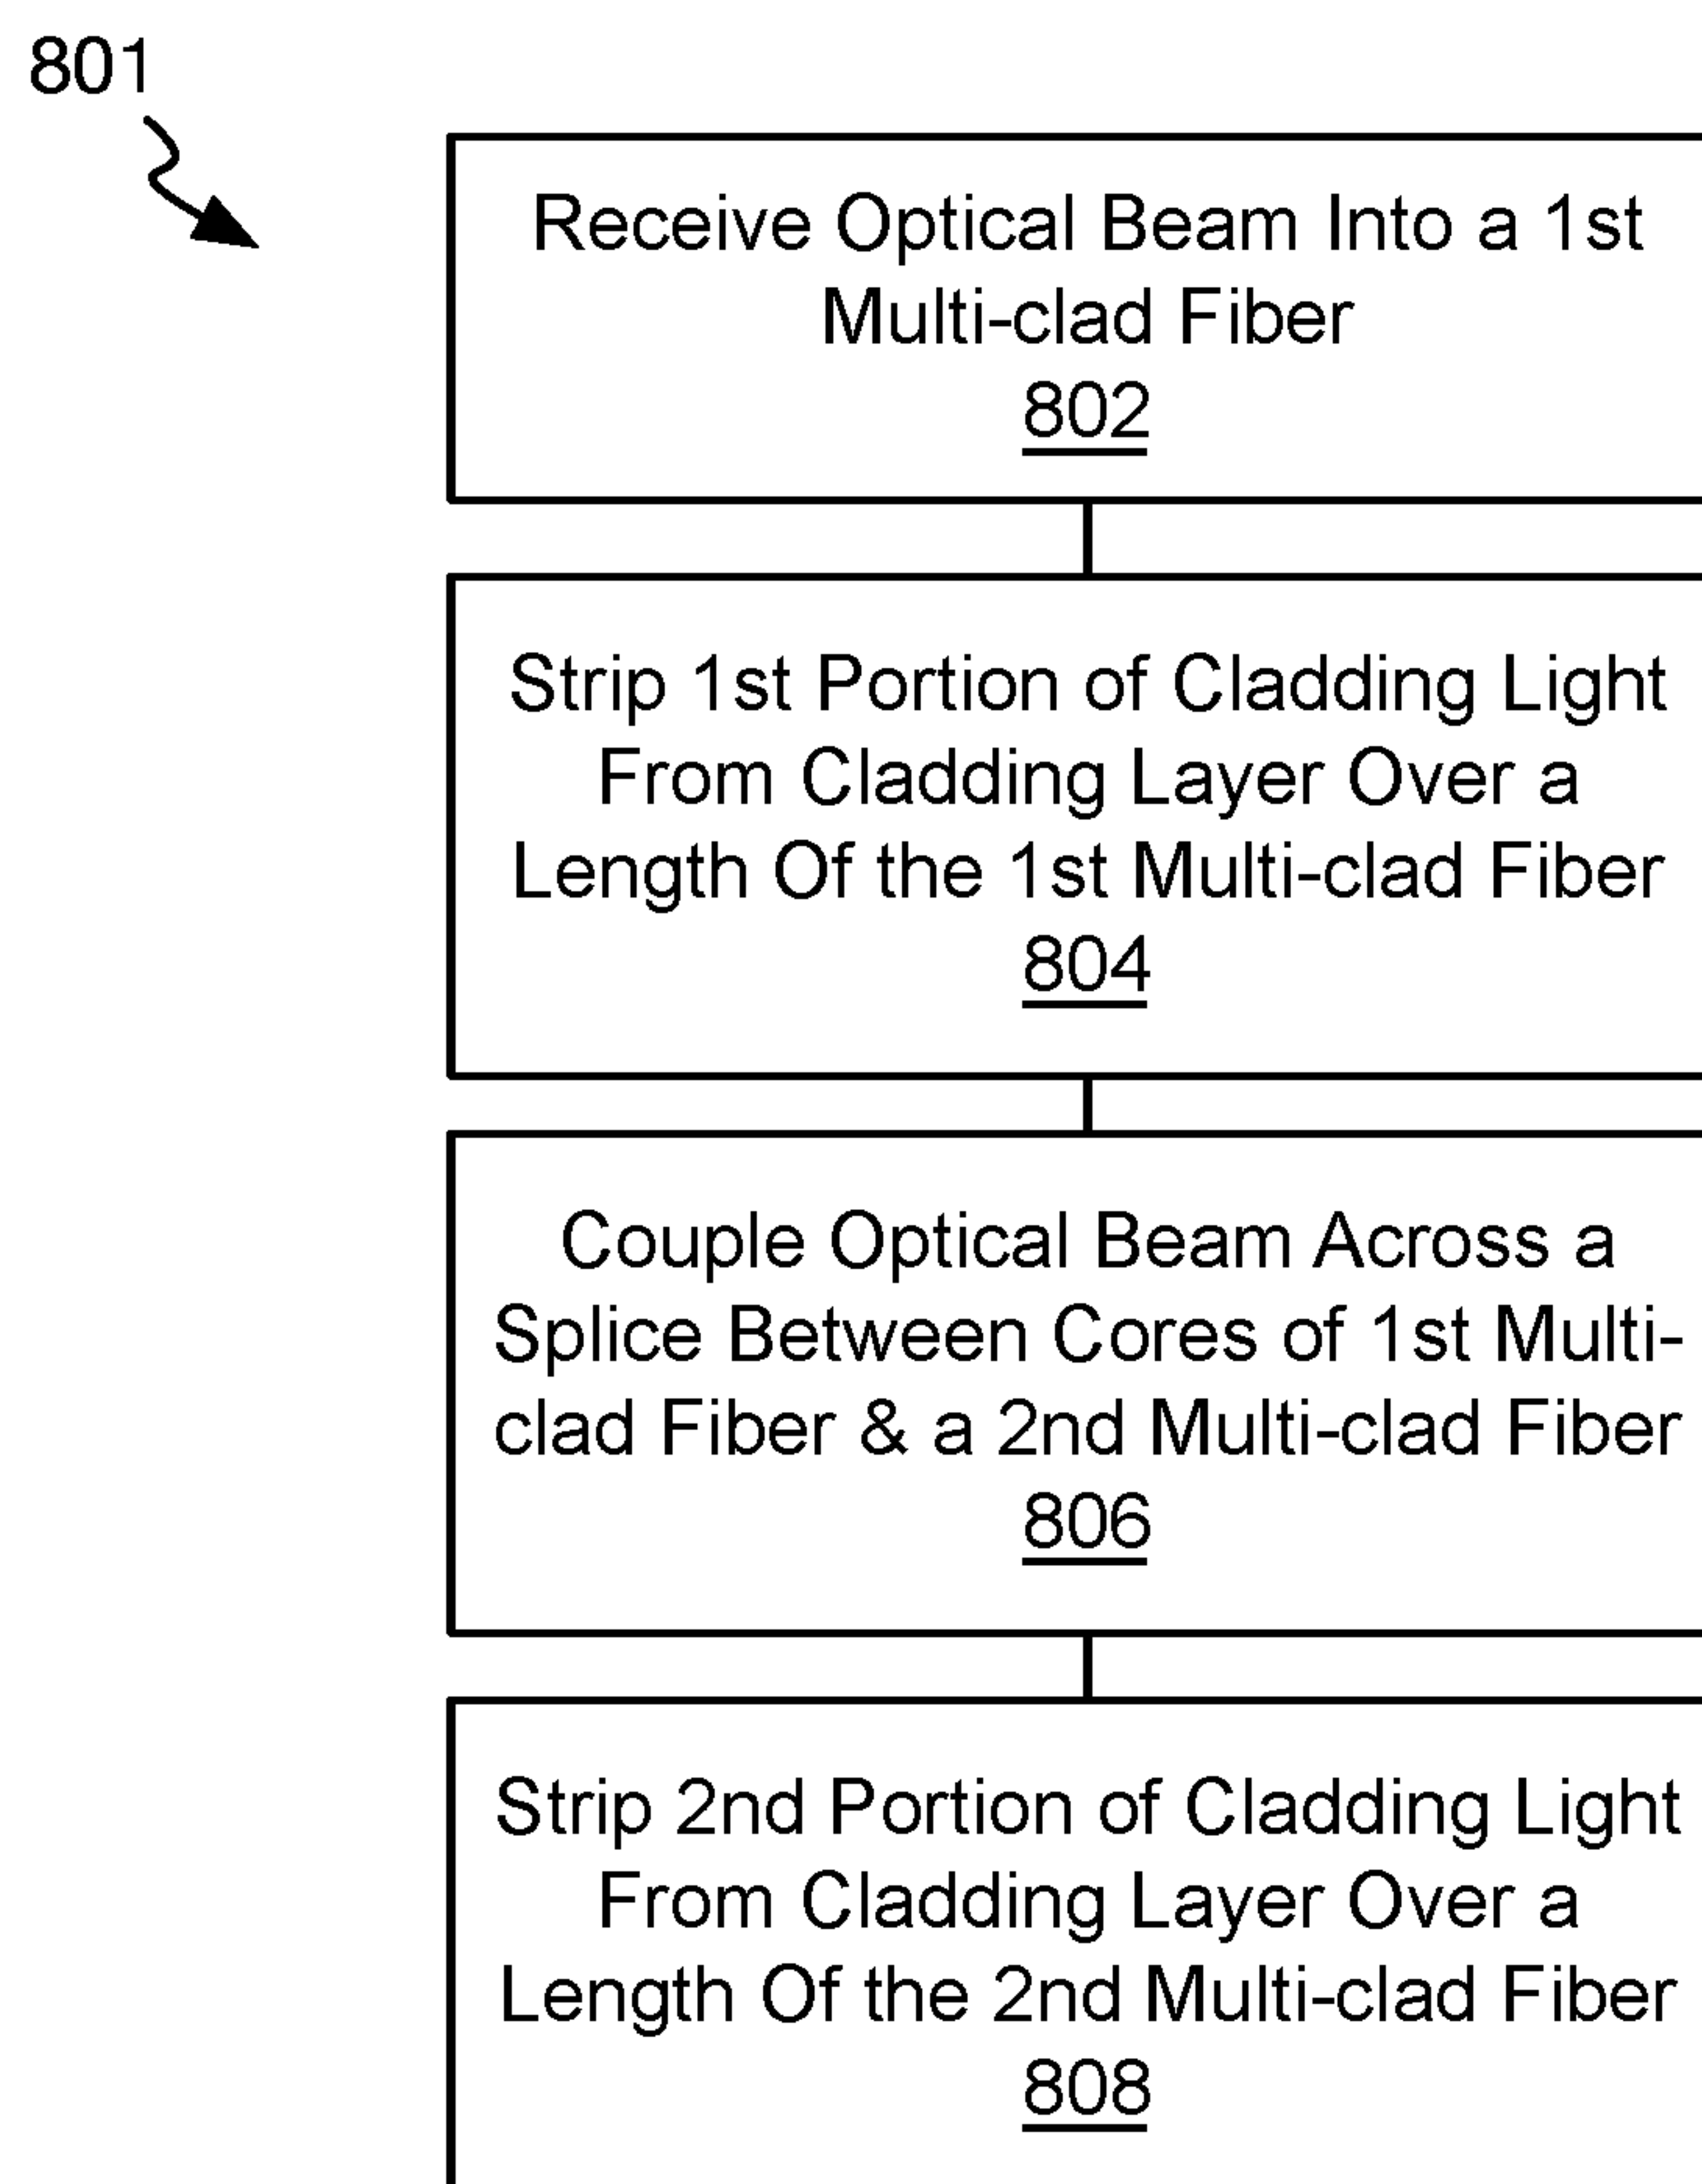 801
Receive Optical Beam Into a 1st
Multi-clad Fiber
802
Strip 1st Portion of Cladding Light
From Cladding Layer Over a
Length Of the 1st Multi-clad Fiber
804
Couple Optical Beam Across a
Splice Between Cores of 1st Multi-
clad Fiber & a 2nd Multi-clad Fiber
806
Strip 2nd Portion of Cladding Light
From Cladding Layer Over a
Length Of the 2nd Multi-clad Fiber
808